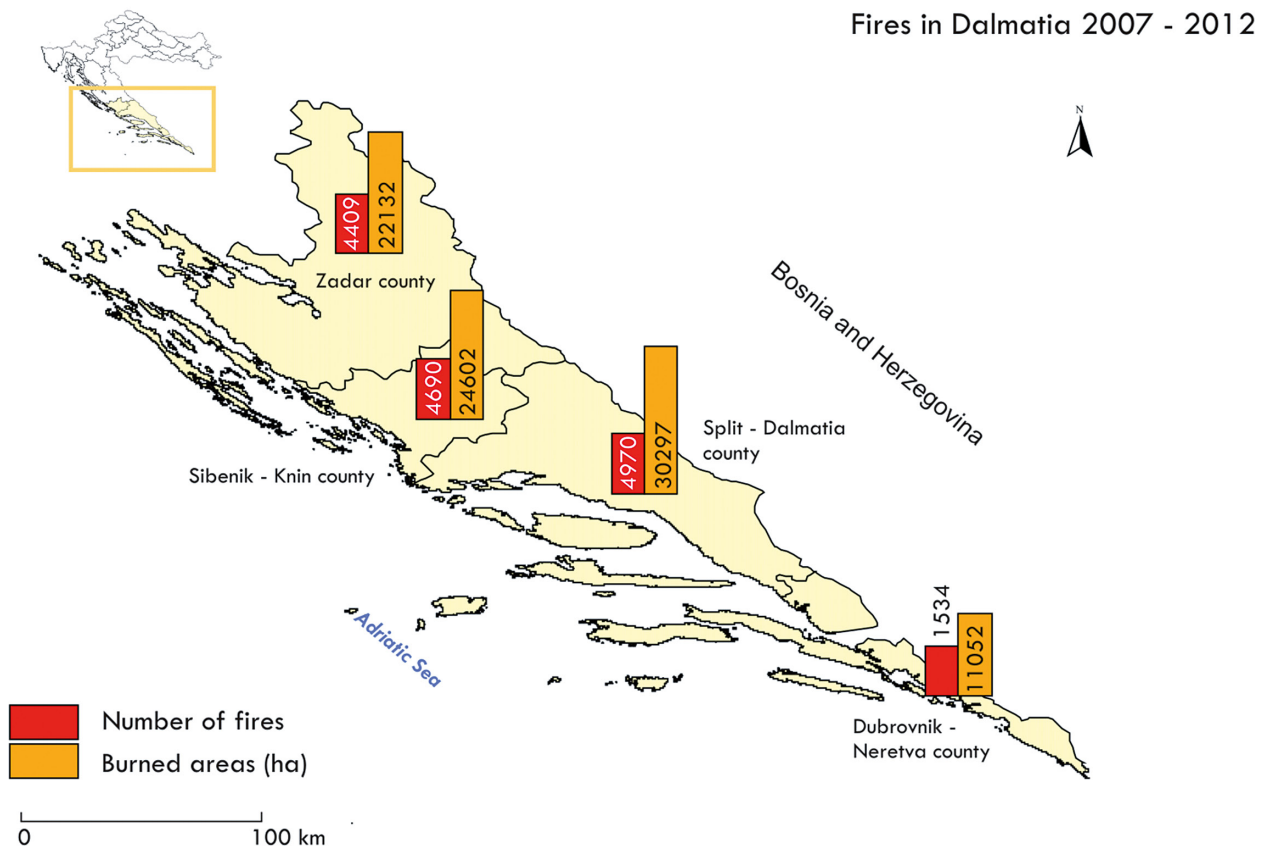 Fires in Dalmatia 2007 - 2012
N
4409
22132
Zadar county
Bosnia and Herzegovina
4690
24602
Sibenik - Knin county
4970
30297
Split - Dalmatia
county
Adriatic Sea
1534
11052
Dubrovnik -
Neretva county
Number of fires
Burned areas (ha)
0
100 km